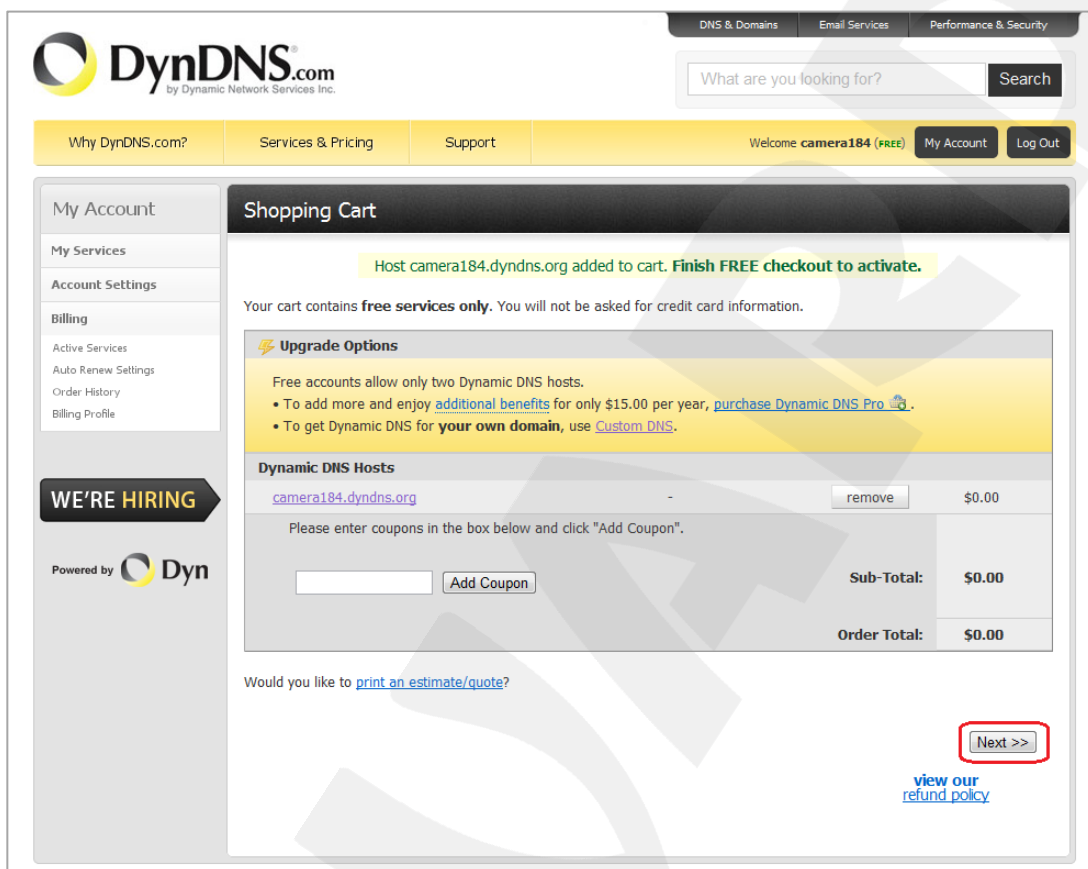 DNS & Domains Email Services Performance & Security
DynDNS.com
by Dynamic Network Services Inc.
What are you looking for? Search
Why DynDNS.com? Services & Pricing Support Welcome camera184 (FREE) My Account Log Out
My Account
My Services
Account Settings
Billing
Active Services
Auto Renew Settings
Order History
Billing Profile
WE'RE HIRING
Powered by Dyn
Shopping Cart
Host camera184.dyndns.org added to cart. Finish FREE checkout to activate.
Your cart contains free services only. You will not be asked for credit card information.
Upgrade Options
Free accounts allow only two Dynamic DNS hosts.
• To add more and enjoy additional benefits for only $15.00 per year, purchase Dynamic DNS Pro .
• To get Dynamic DNS for your own domain, use Custom DNS.
Dynamic DNS Hosts
camera184.dyndns.org - remove $0.00
Please enter coupons in the box below and click "Add Coupon".
Add Coupon Sub-Total: $0.00
Order Total: $0.00
Would you like to print an estimate/quote?
Next >>
view our
refund policy